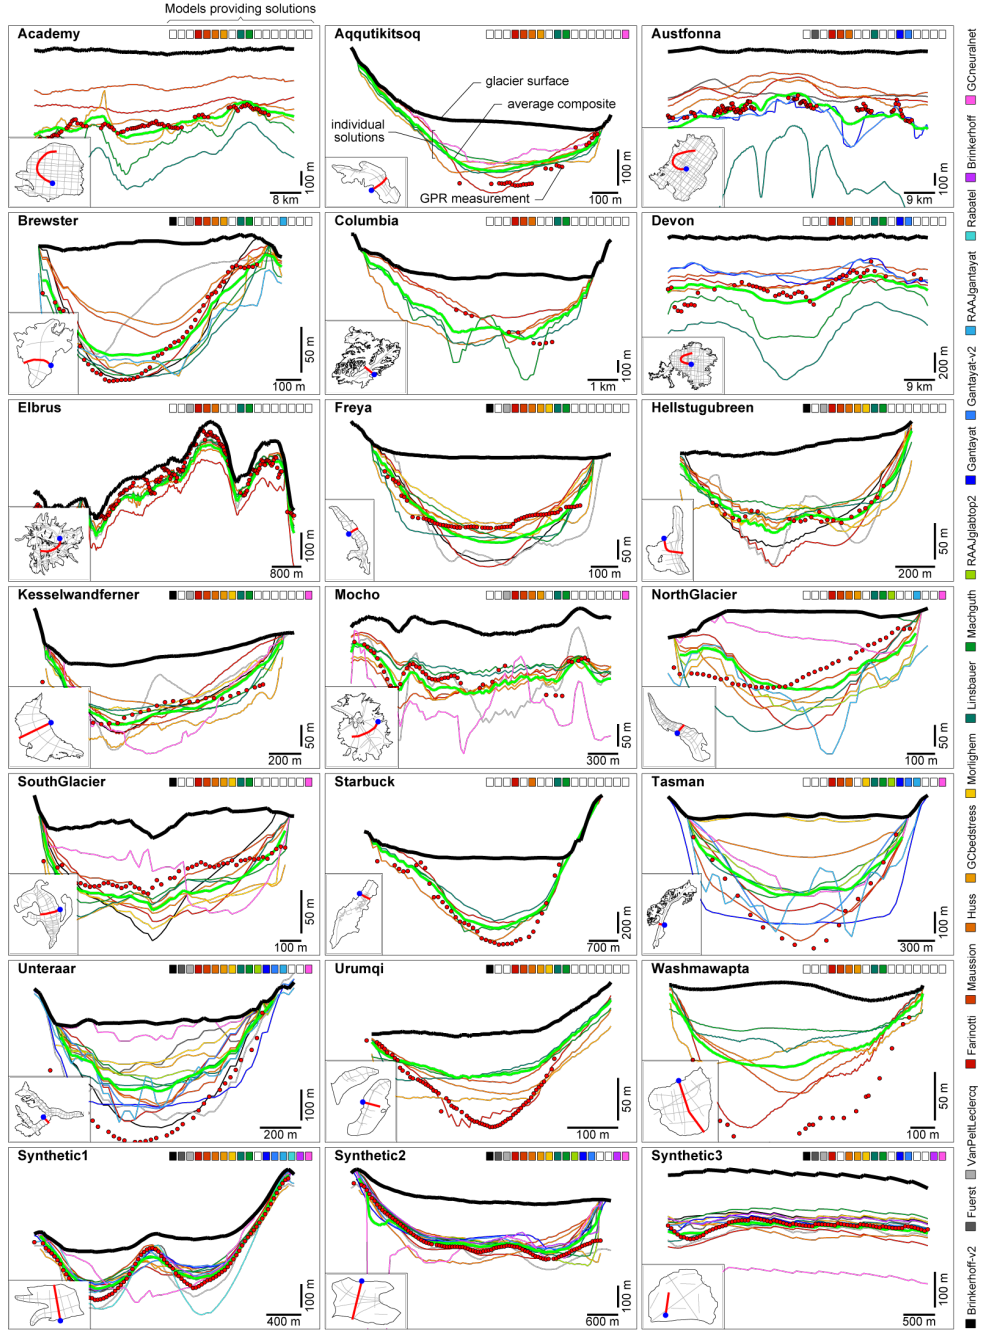 Models providing solutions
Academy
100 m
8 km
Aqqutikitsoq
glacier surface
average composite
individual
solutions
GPR measurement
100 m
100 m
Austfonna
100 m
9 km
Brewster
50 m
100 m
Columbia
100 m
1 km
Devon
200 m
9 km
Elbrus
100 m
800 m
Freya
50 m
100 m
Hellstugubreen
50 m
200 m
Kesselwandferner
50 m
200 m
Mocho
50 m
300 m
NorthGlacier
50 m
100 m
SouthGlacier
50 m
100 m
Starbuck
200 m
700 m
Tasman
100 m
300 m
Unteraar
100 m
200 m
Urumqi
50 m
100 m
Washmawapta
50 m
100 m
Synthetic1
100 m
400 m
Synthetic2
100 m
600 m
Synthetic3
100 m
500 m
Brinkerhoff-v2
Fuerst
VanPeltLeclercq
Farinotti
Maussion
Huss
GCbedstress
Morlighem
Linsbauer
Machguth
RAAJglabtop2
Gantayat
Gantayat-v2
RAAJgantayat
Rabatel
Brinkerhoff
GCneuralnet